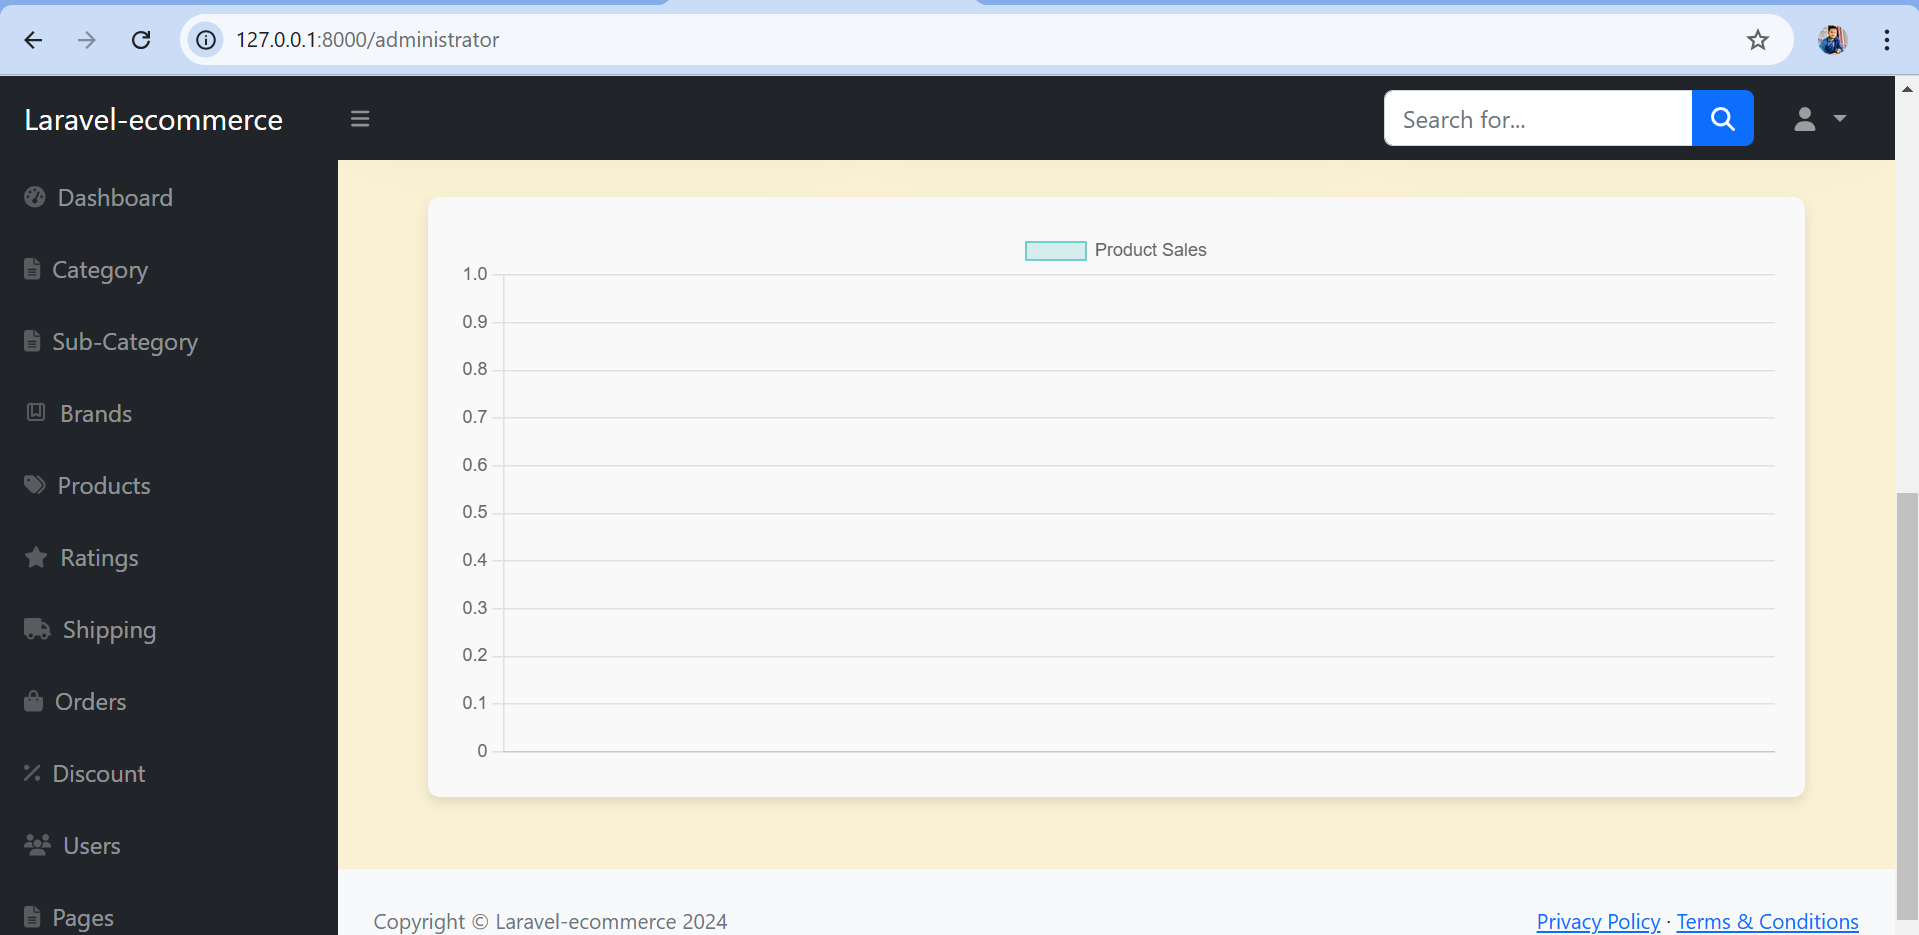 127.0.0.1:8000/administrator
Laravel-ecommerce
Search for...
Dashboard
Category
Sub-Category
Brands
Products
Ratings
Shipping
Orders
Discount
Users
Pages
Product Sales
1.0
0.9
0.8
0.7
0.6
0.5
0.4
0.3
0.2
0.1
0
Copyright © Laravel-ecommerce 2024
Privacy Policy · Terms & Conditions